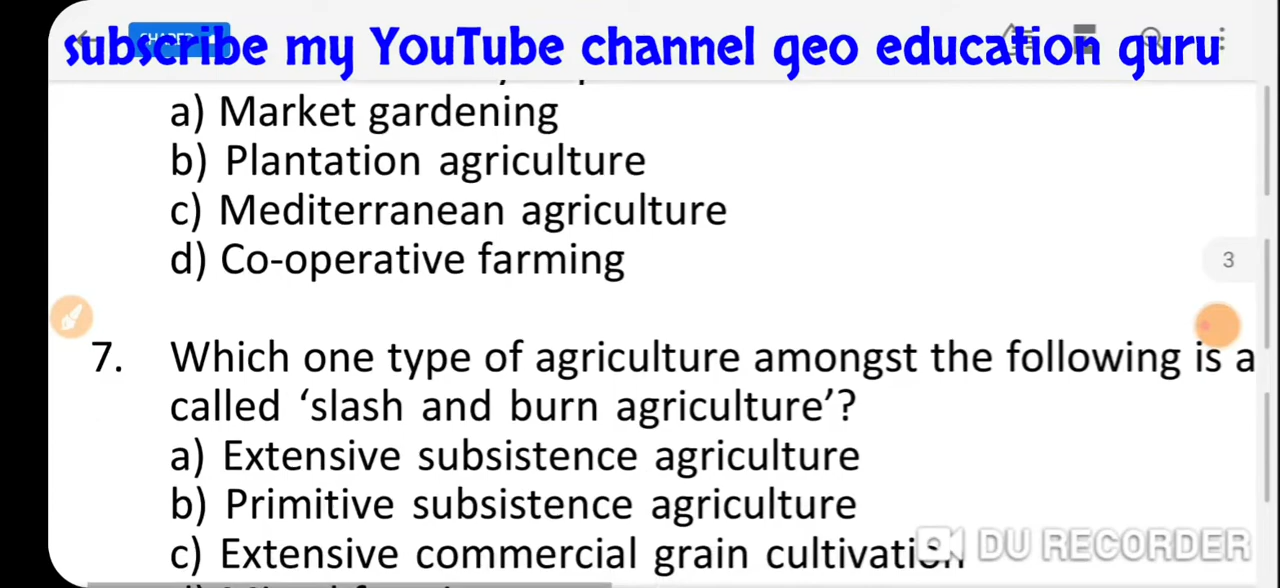 subscribe my YouTube channel geo education guru
a) Market gardening
b) Plantation agriculture
c) Mediterranean agriculture
d) Co-operative farming
3
7. Which one type of agriculture amongst the following is a
called ‘slash and burn agriculture’?
a) Extensive subsistence agriculture
b) Primitive subsistence agriculture
c) Extensive commercial grain cultivation
DU RECORDER